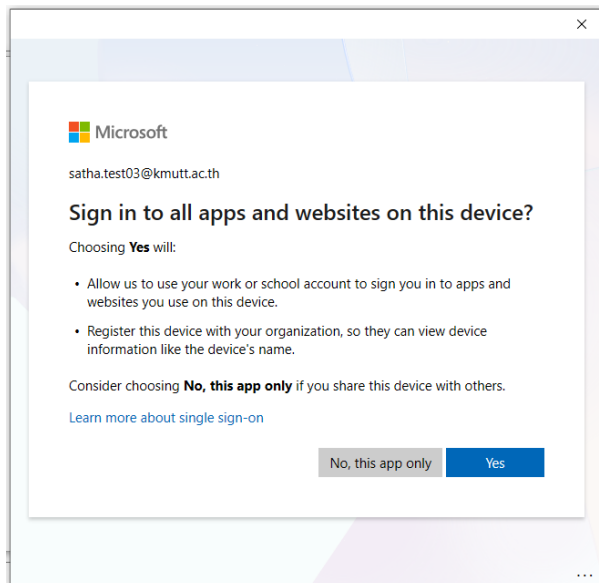 Microsoft
satha.test03@kmutt.ac.th
Sign in to all apps and websites on this device?
Choosing Yes will:
• Allow us to use your work or school account to sign you in to apps and
websites you use on this device.
• Register this device with your organization, so they can view device
information like the device's name.
Consider choosing No, this app only if you share this device with others.
Learn more about single sign-on
No, this app only
Yes